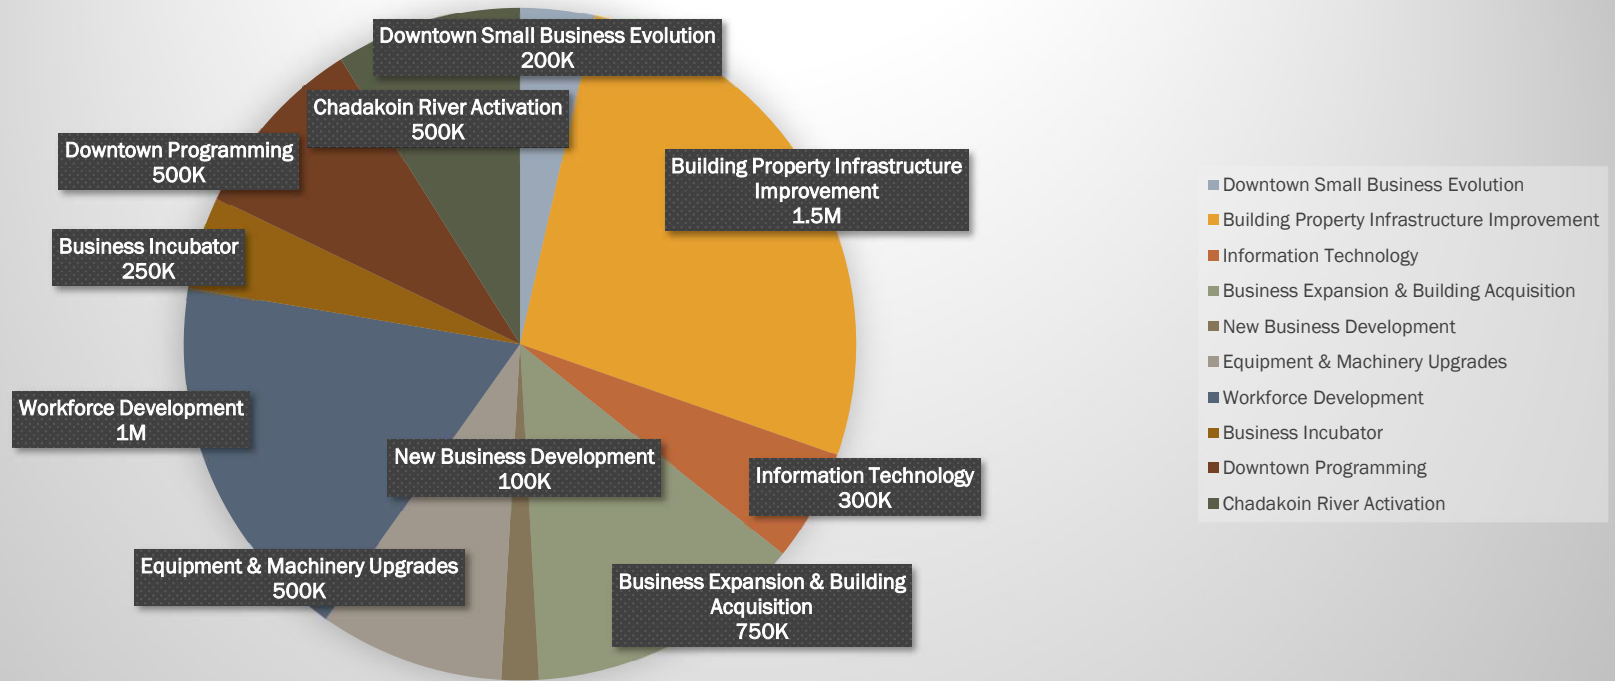 Downtown Small Business Evolution
200K
Chadakoin River Activation
500K
Downtown Programming
500K
Building Property Infrastructure
Improvement
1.5M
Business Incubator
250K
Workforce Development
1M
New Business Development
100K
Information Technology
300K
Equipment & Machinery Upgrades
500K
Business Expansion & Building
Acquisition
750K
Downtown Small Business Evolution
Building Property Infrastructure Improvement
Information Technology
Business Expansion & Building Acquisition
New Business Development
Equipment & Machinery Upgrades
Workforce Development
Business Incubator
Downtown Programming
Chadakoin River Activation